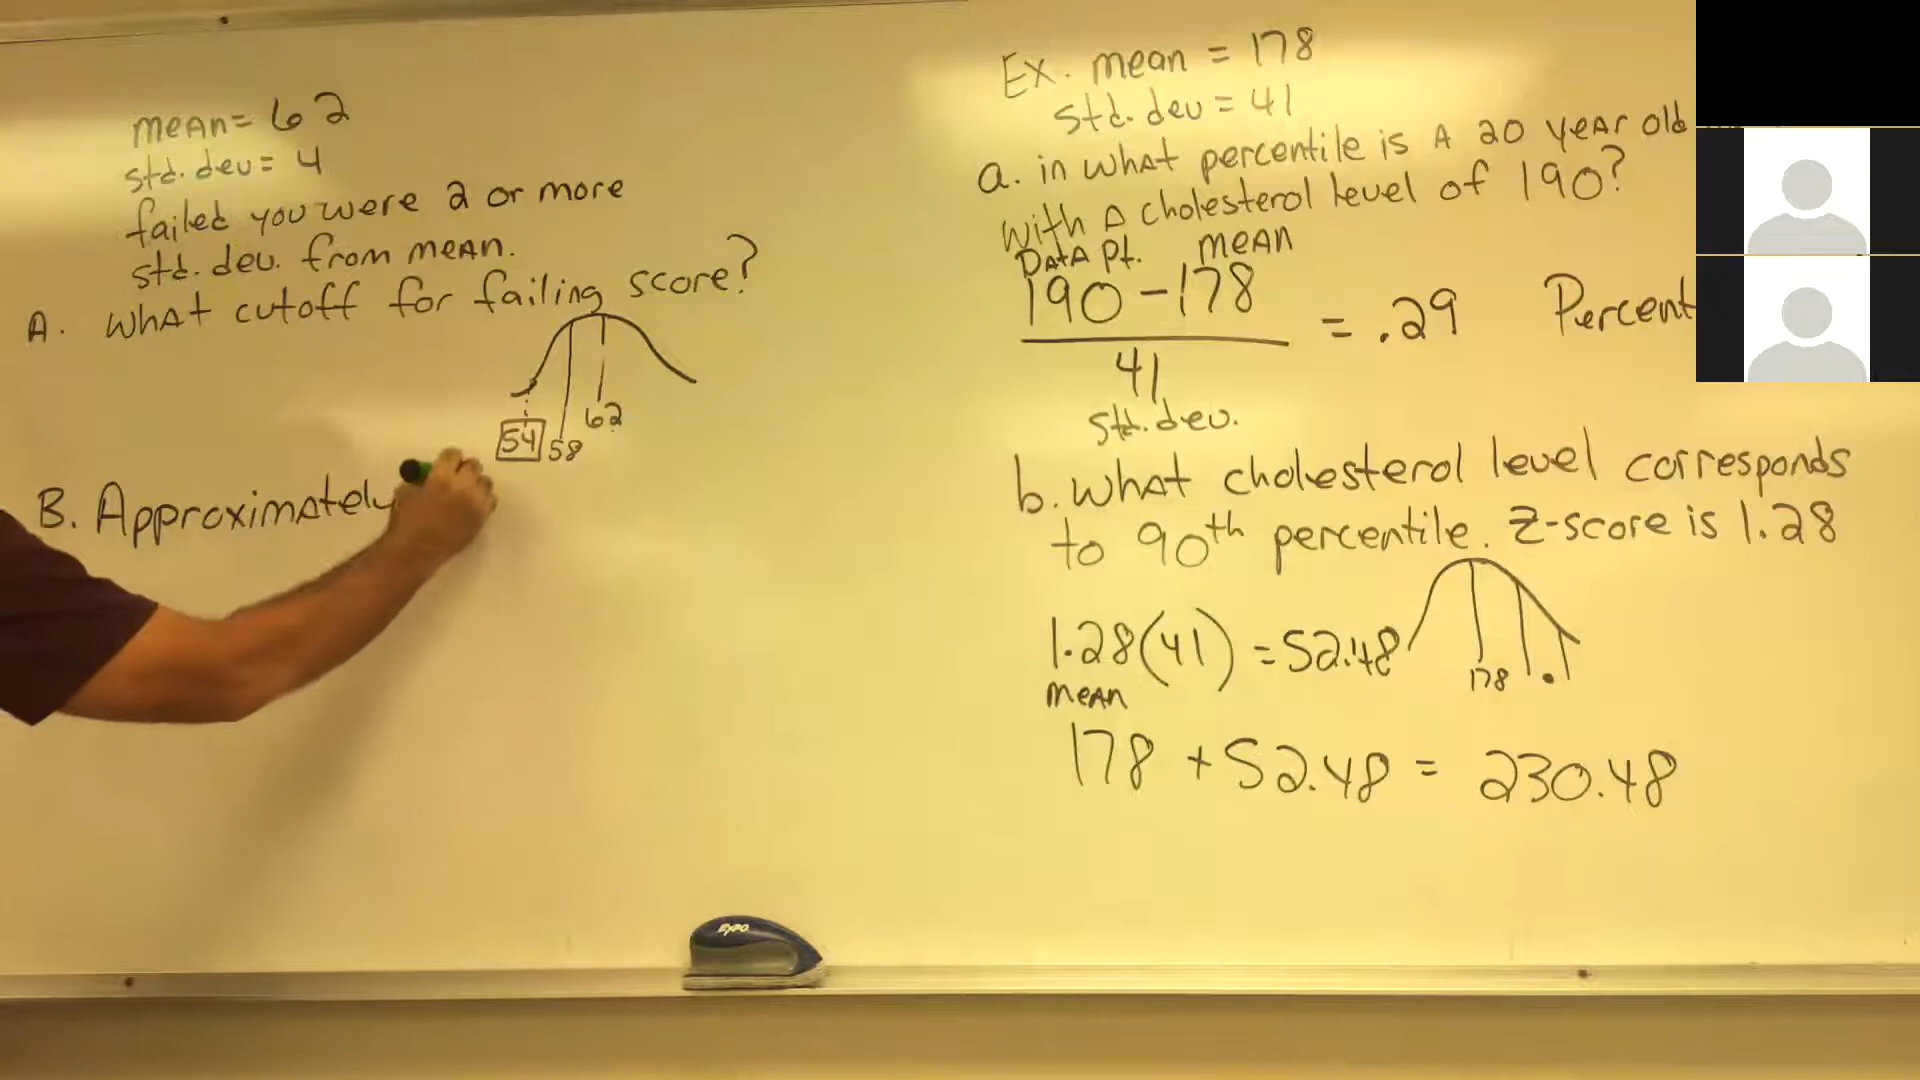 mean = 62
std. dev = 4
failed you were 2 or more
std. dev. from mean.
A. What cutoff for failing score?
62
54 58
B. Approximately
Ex. mean = 178
std. dev = 41
a. in what percentile is A 20 year old
with A cholesterol level of 190?
Data Pt. mean
190 - 178
= .29 Percent
41
std. dev.
b. What cholesterol level corresponds
to 90th percentile. Z-score is 1.28
1.28(41) = 52.48
178
mean
178 + 52.48 = 230.48
EXPO